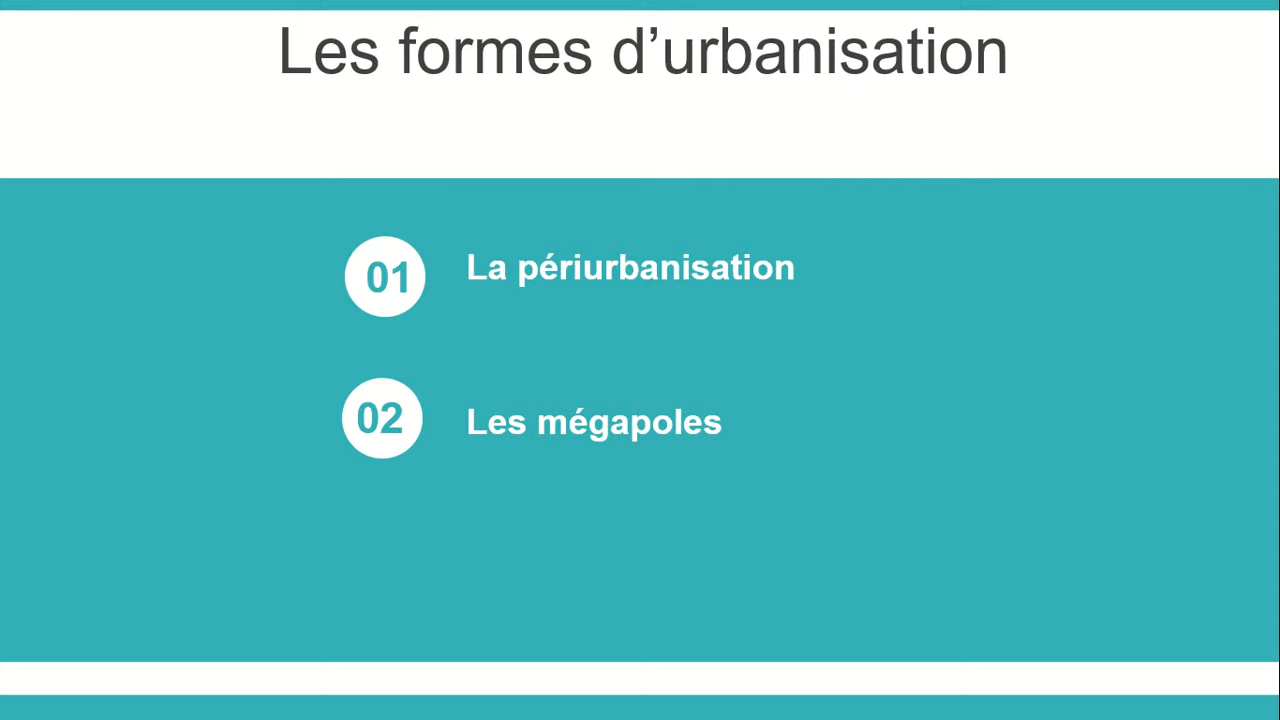 Les formes d’urbanisation
01 La périurbanisation
02 Les mégapoles